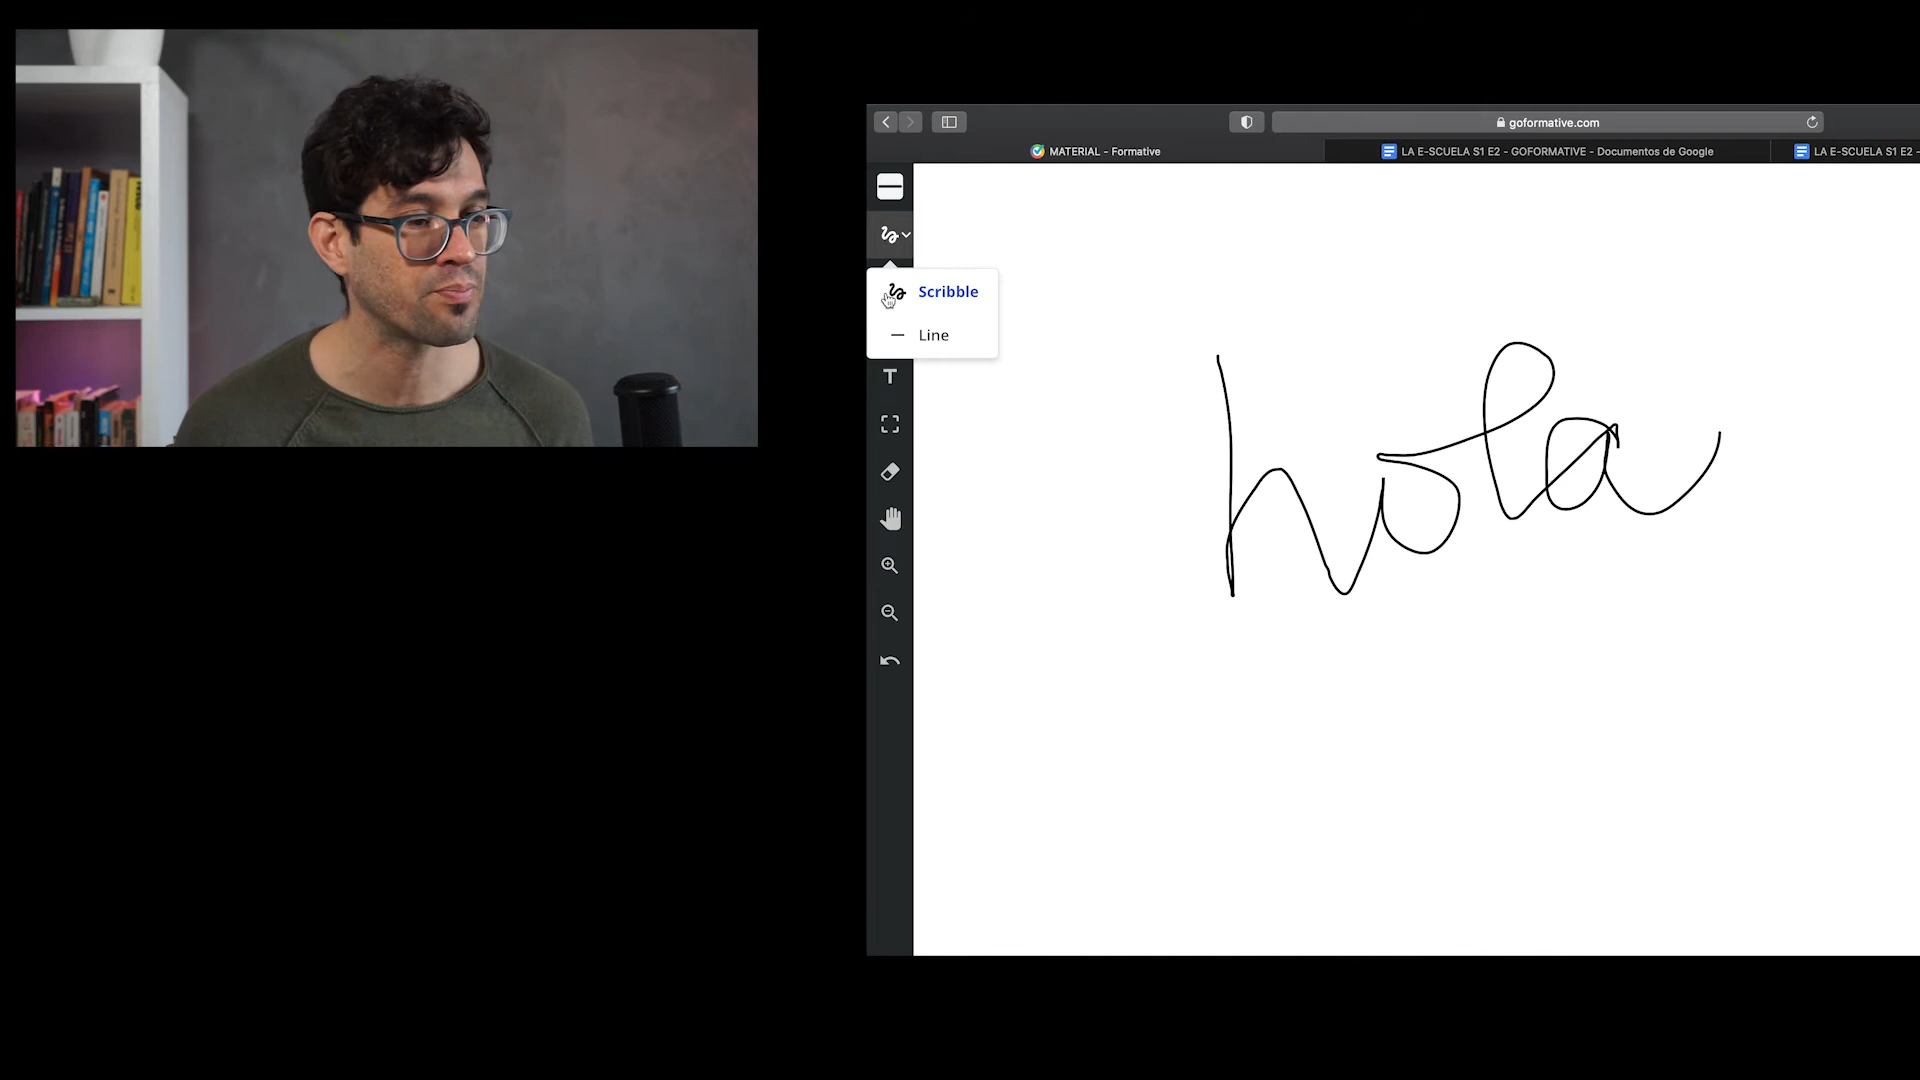 goformative.com
MATERIAL - Formative
LA E-SCUELA S1 E2 - GOFORMATIVE - Documentos de Google
LA E-SCUELA S1 E2 -
Scribble
Line
T
hola